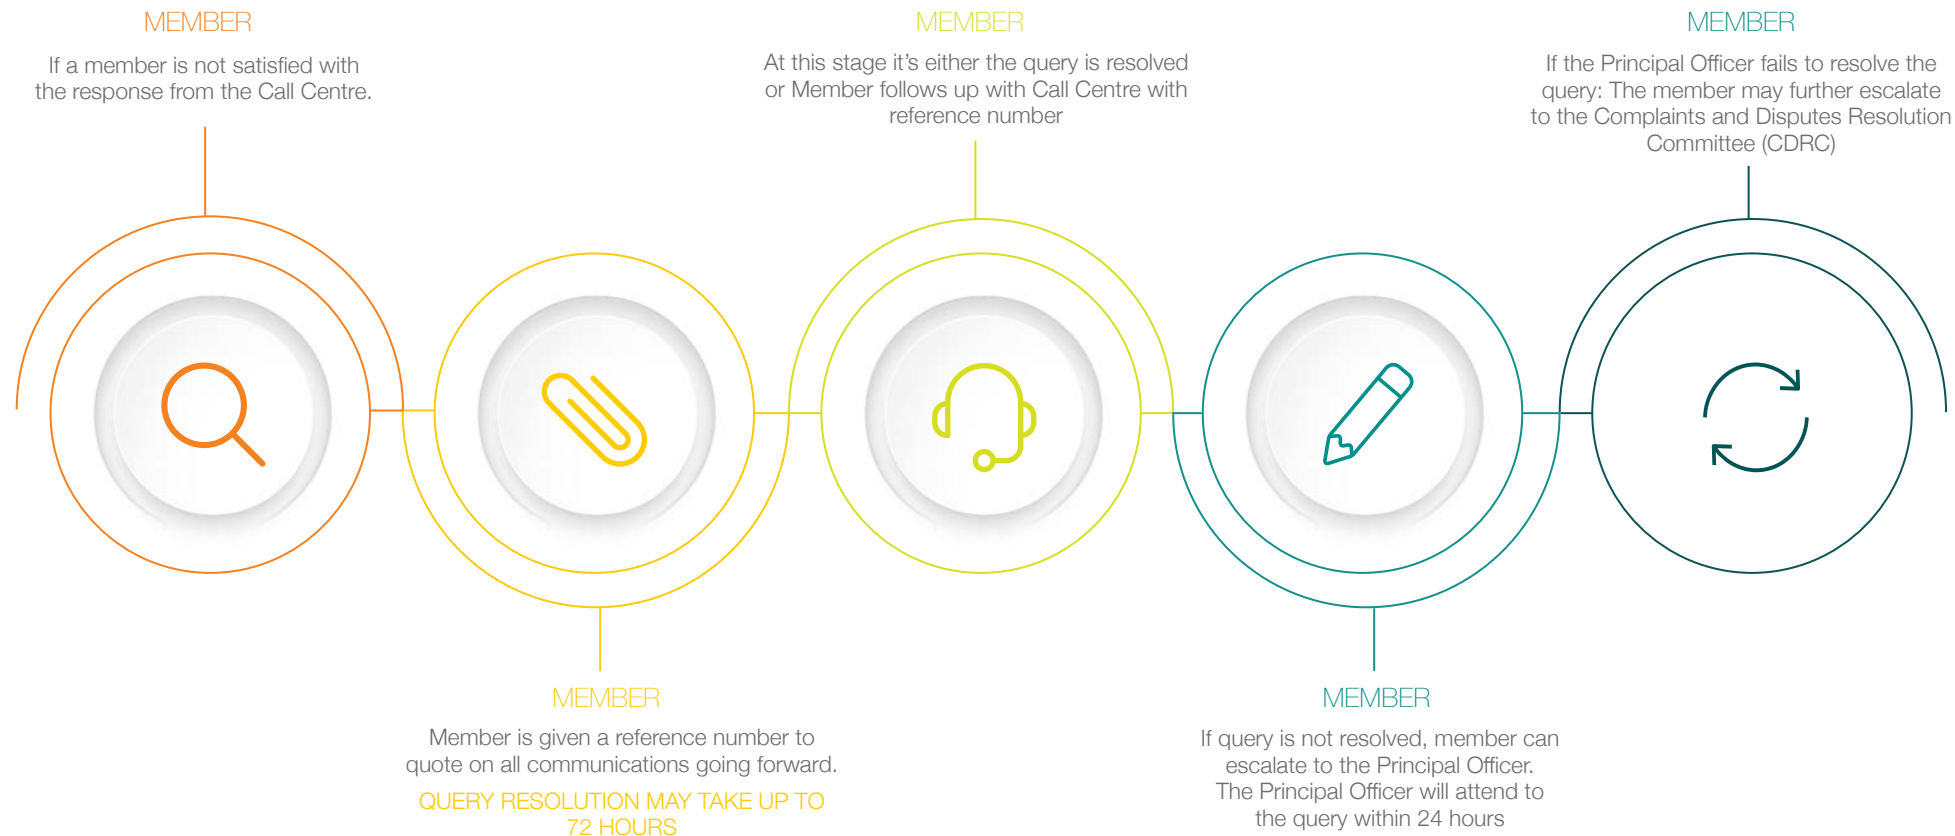 MEMBER
If a member is not satisfied with
the response from the Call Centre.
MEMBER
Member is given a reference number to
quote on all communications going forward.
QUERY RESOLUTION MAY TAKE UP TO
72 HOURS
MEMBER
At this stage it’s either the query is resolved
or Member follows up with Call Centre with
reference number
MEMBER
If query is not resolved, member can
escalate to the Principal Officer.
The Principal Officer will attend to
the query within 24 hours
MEMBER
If the Principal Officer fails to resolve the
query: The member may further escalate
to the Complaints and Disputes Resolution
Committee (CDRC)